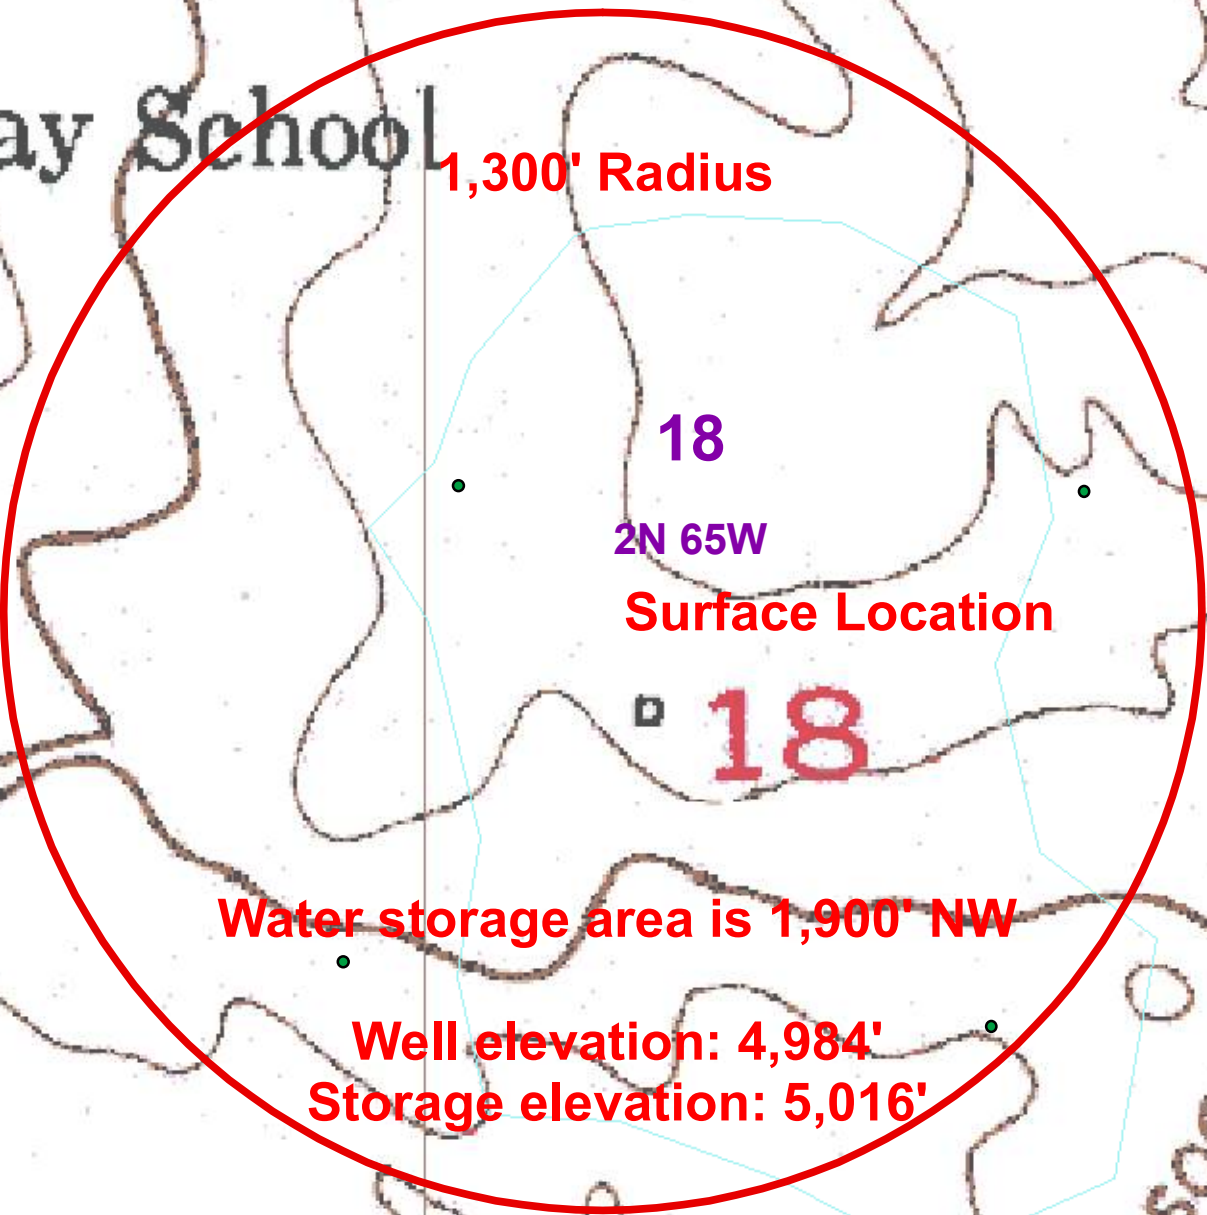 ay School
1,300' Radius
18
2N 65W
Surface Location
18
Water storage area is 1,900' NW
Well elevation: 4,984'
Storage elevation: 5,016'